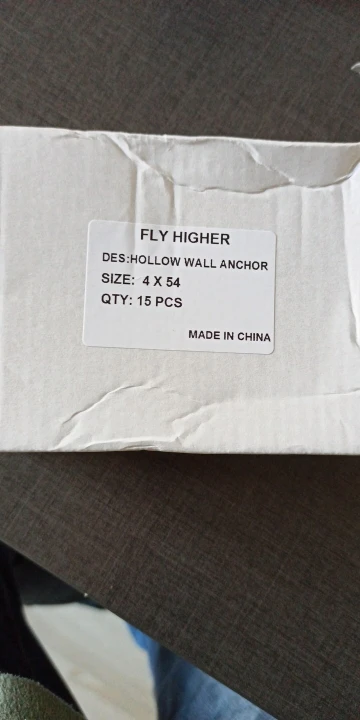 FLY HIGHER
DES:HOLLOW WALL ANCHOR
SIZE: 4 X 54
QTY: 15 PCS
MADE IN CHINA